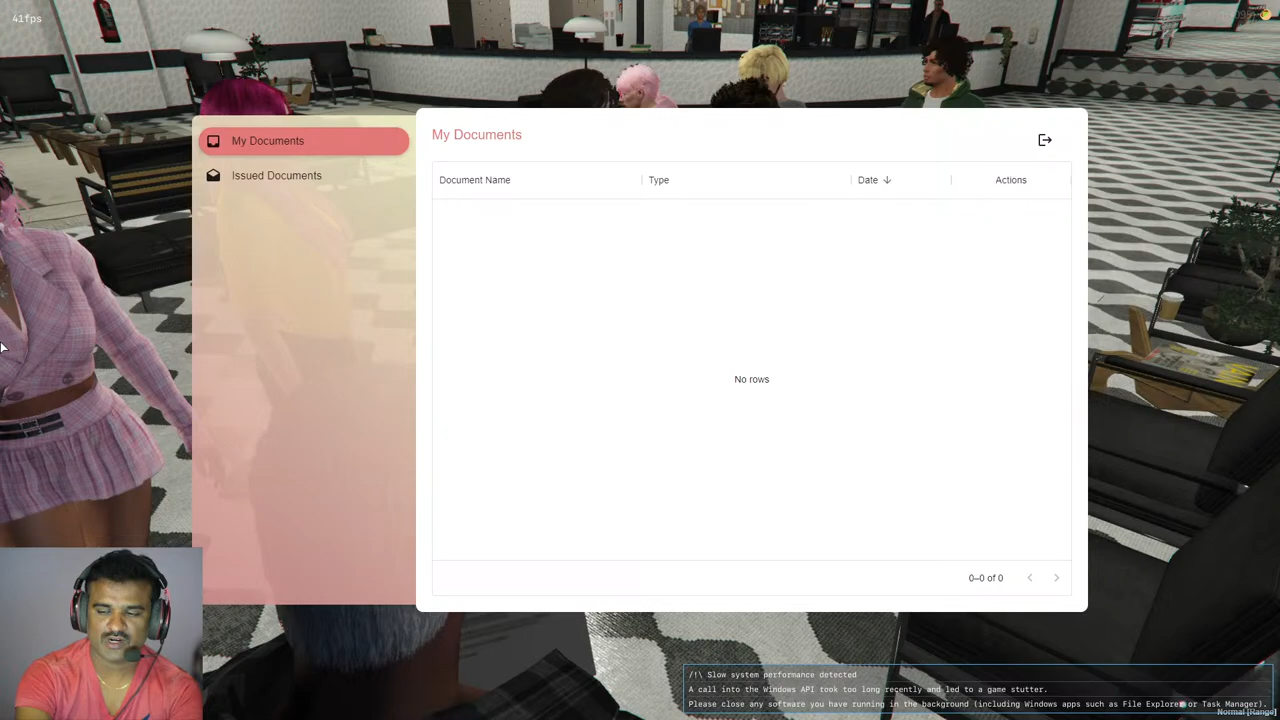 41fps
My Documents
Issued Documents
My Documents
Document Name
Type
Date
Actions
No rows
0–0 of 0
/!\ Slow system performance detected
A call into the Windows API took too long recently and led to a game stutter.
Please close any software you have running in the background (including Windows apps such as File Explorer or Task Manager).
Normal [Range]